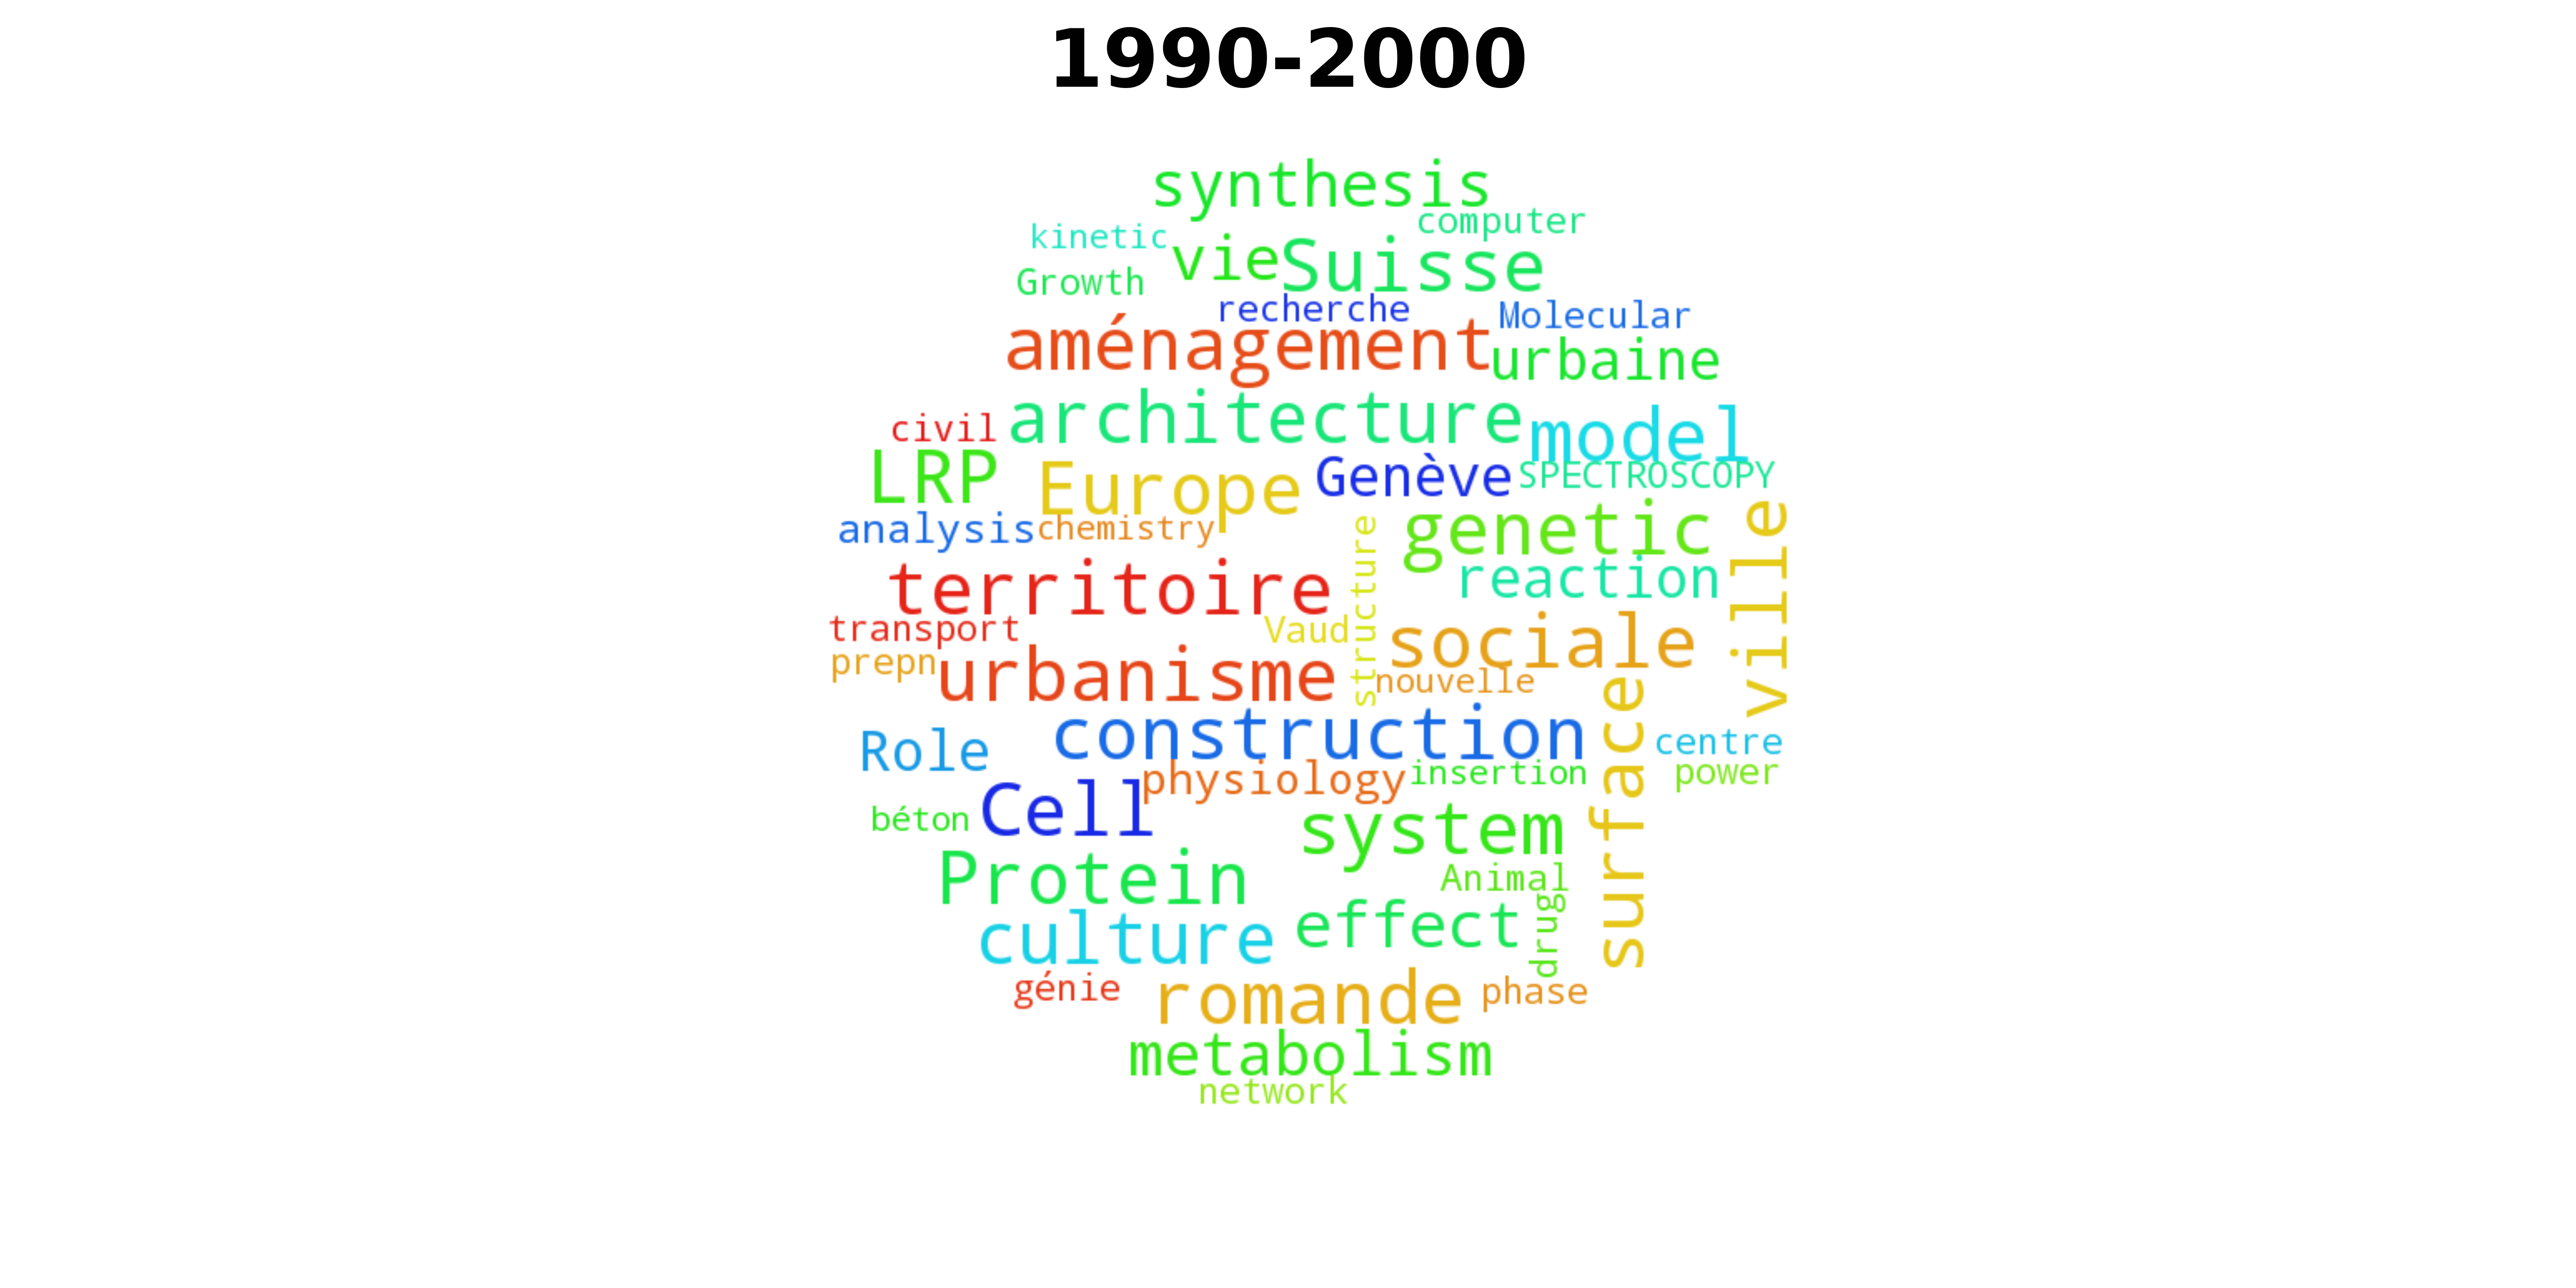 1990-2000
synthesis
computer
kinetic
vie
Suisse
Growth
recherche
Molecular
aménagement
urbaine
architecture
civil
model
LRP
Europe
Genève
SPECTROSCOPY
analysis
chemistry
genetic
ville
structure
territoire
reaction
transport
Vaud
sociale
prepn
urbanisme
nouvelle
construction
surface
Role
centre
physiology
insertion
power
béton
Cell
system
Protein
Animal
drug
culture
effect
génie
romande
phase
metabolism
network